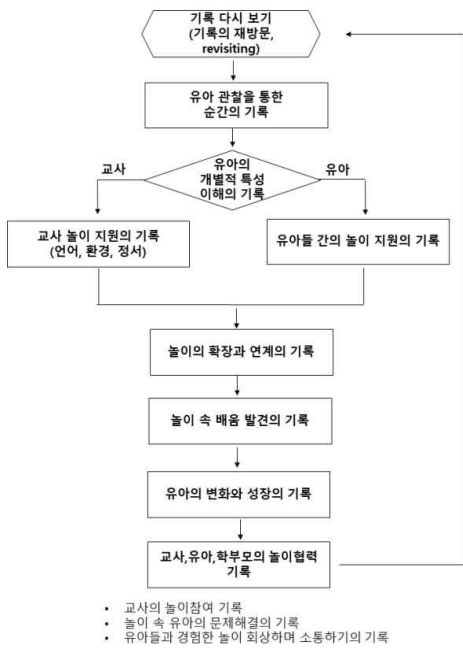 기록 다시 보기
(기록의 재방문,
revisiting)
유아 관찰을 통한
순간의 기록
교사
유아의
개별적 특성
이해의 기록
유아
교사 놀이 지원의 기록
(언어, 환경, 정서)
유아들 간의 놀이 지원의 기록
놀이의 확장과 연계의 기록
놀이 속 배움 발견의 기록
유아의 변화와 성장의 기록
교사,유아,학부모의 놀이협력
기록
• 교사의 놀이참여 기록
• 놀이 속 유아의 문제해결의 기록
• 유아들과 경험한 놀이 회상하며 소통하기의 기록